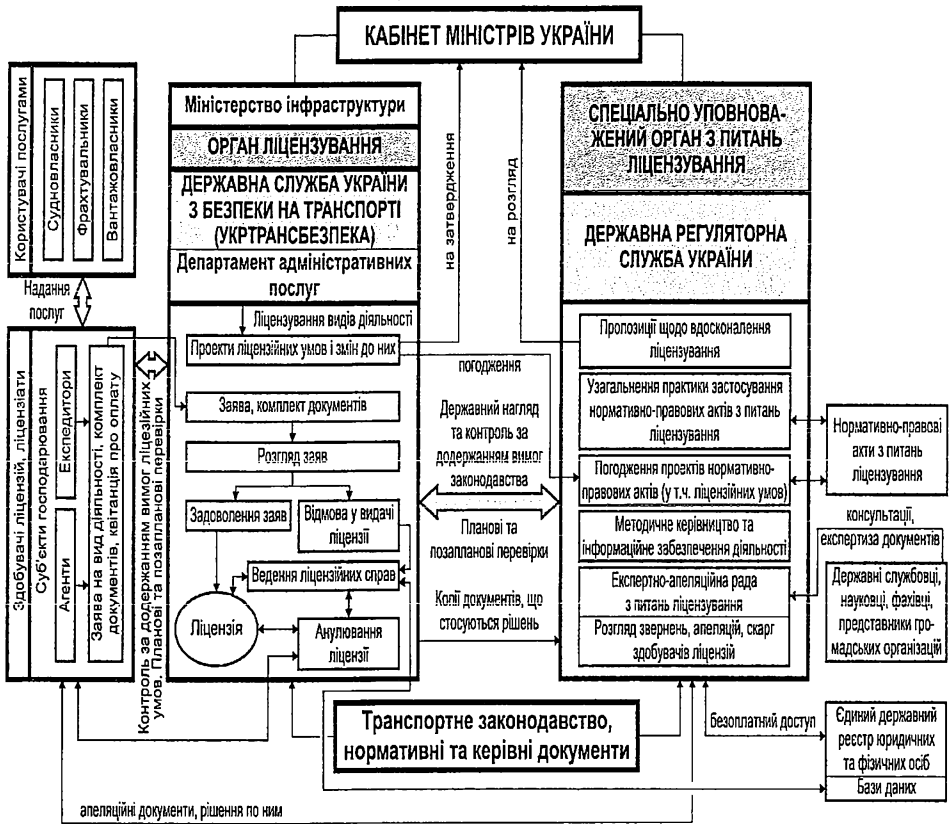 КАБІНЕТ МІНІСТРІВ УКРАЇНИ
Користувачі послугами
Судновласники
Фрахтувальники
Вантажовласники
Надання
послуг
Здобувачі ліцензій, ліцензіати
Суб'єкти господарювання
Експедитори
Агенти
Заява на вид діяльності, комплект
документів, квітанція про оплату
Контроль за додержанням вимог ліцезійних
умов. Планові та позапланові перевірки
Міністерство інфраструктури
ОРГАН ЛІЦЕНЗУВАННЯ
ДЕРЖАВНА СЛУЖБА УКРАЇНИ
З БЕЗПЕКИ НА ТРАНСПОРТІ
(УКРТРАНСБЕЗПЕКА)
Департамент адміністративних
послуг
Ліцензування видів діяльності
Проекти ліцензійних умов і змін до них
Заява, комплект документів
Розгляд заяв
Задоволення заяв
Відмова у видачі
ліцензії
Ведення ліцензійних справ
Ліцензія
Анулювання
ліцензії
на затвердження
на розгляд
погодження
Державний нагляд
та контроль за
додержанням вимог
законодавства
Планові та
позапланові перевірки
Копії документів, що
стосуються рішень
СПЕЦІАЛЬНО УПОВНОВА-
ЖЕНИЙ ОРГАН З ПИТАНЬ
ЛІЦЕНЗУВАННЯ
ДЕРЖАВНА РЕГУЛЯТОРНА
СЛУЖБА УКРАЇНИ
Пропозиції щодо вдосконалення
ліцензування
Узагальнення практики застосування
нормативно-правових актів з питань
ліцензування
Погодження проектів нормативно-
правових актів (у т.ч. ліцензійних умов)
Методичне керівництво та
інформаційне забезпечення діяльності
Експертно-апеляційна рада
з питань ліцензування
Розгляд звернень, апеляцій, скарг
здобувачів ліцензій
Нормативно-правові
акти з питань
ліцензування
консультації,
експертиза документів
Державні службовці,
науковці, фахівці,
представники гро-
мадських організацій
Транспортне законодавство,
нормативні та керівні документи
безоплатний доступ
Єдиний державний
реєстр юридичних
та фізичних осіб
Бази даних
апеляційні документи, рішення по ним